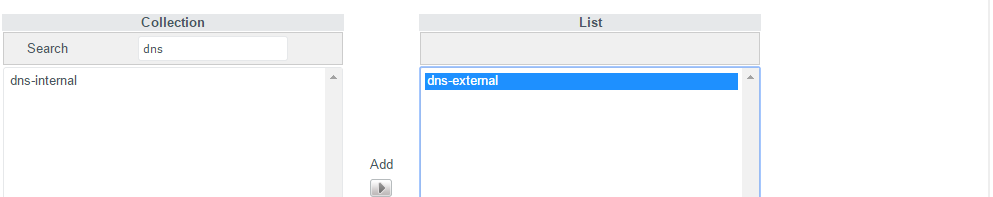 Collection
List
Search
dns
dns-internal
dns-external
Add